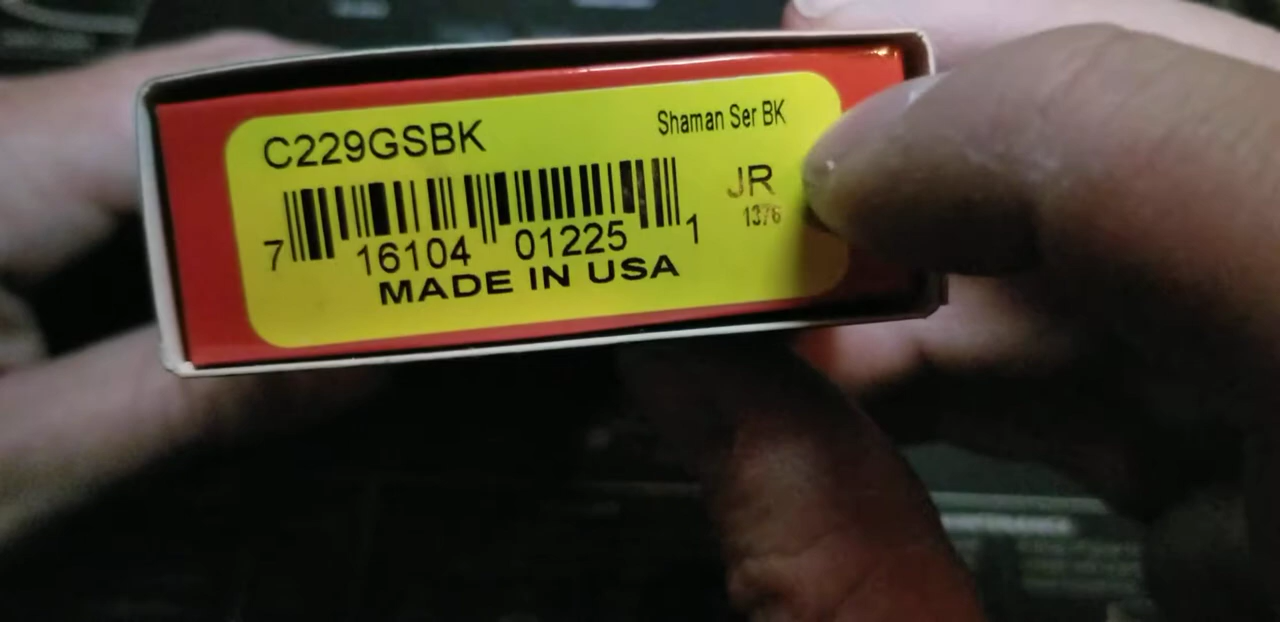 C229GSBK
Shaman Ser BK
JR
1376
7 16104 01225 1
MADE IN USA